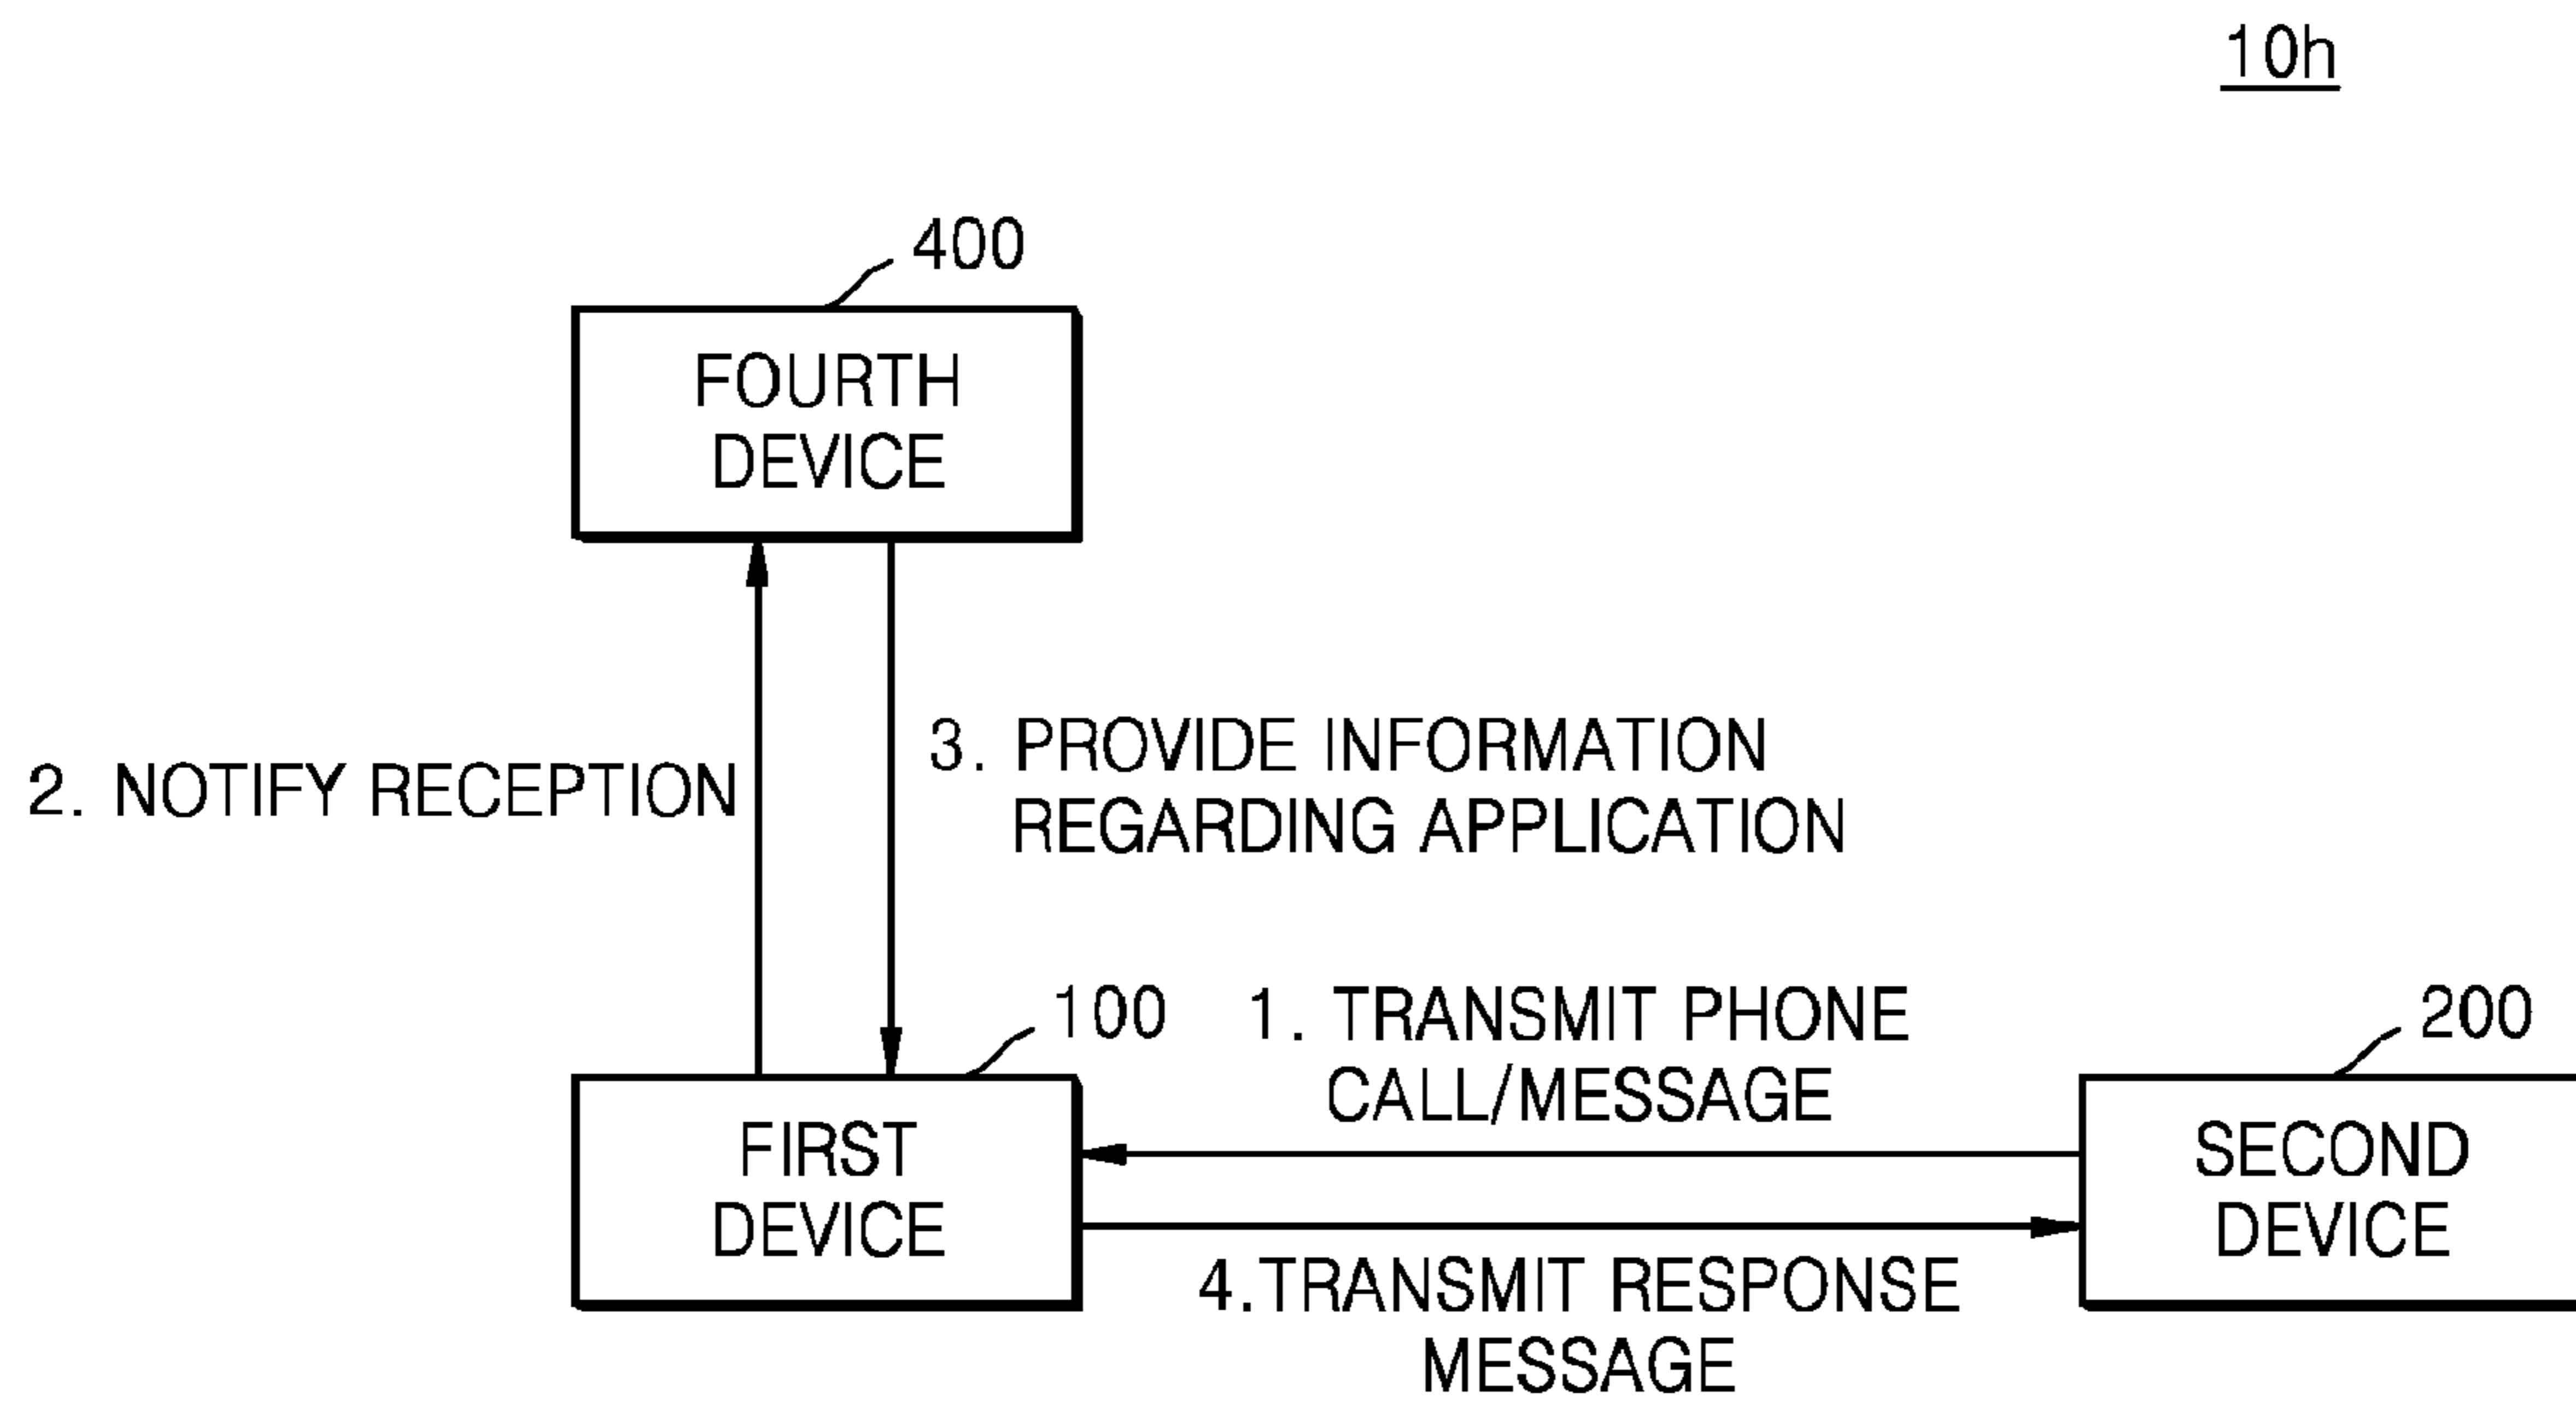 10h
400
FOURTH
DEVICE
2. NOTIFY RECEPTION
3. PROVIDE INFORMATION
REGARDING APPLICATION
100
1. TRANSMIT PHONE
CALL/MESSAGE
200
FIRST
DEVICE
SECOND
DEVICE
4.TRANSMIT RESPONSE
MESSAGE